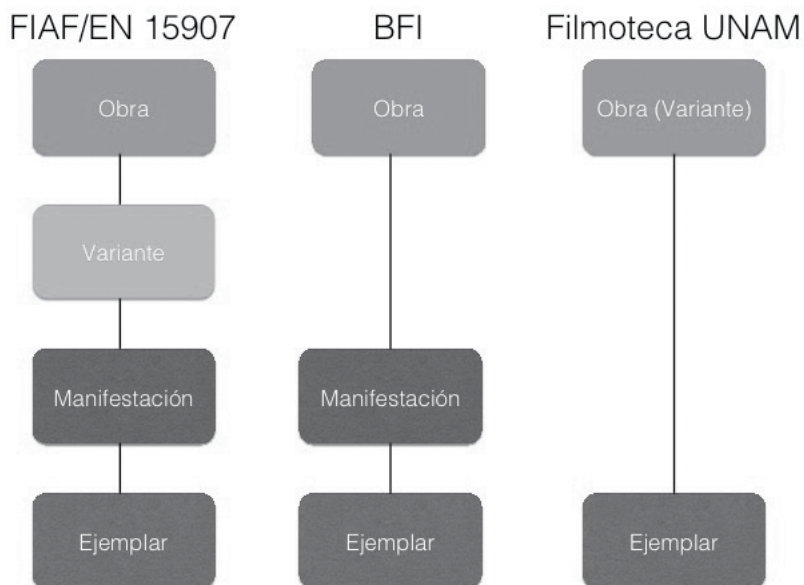 FIAF/EN 15907
BFI
Filmoteca UNAM
Obra
Obra
Obra (Variante)
Variante
Manifestación
Manifestación
Ejemplar
Ejemplar
Ejemplar